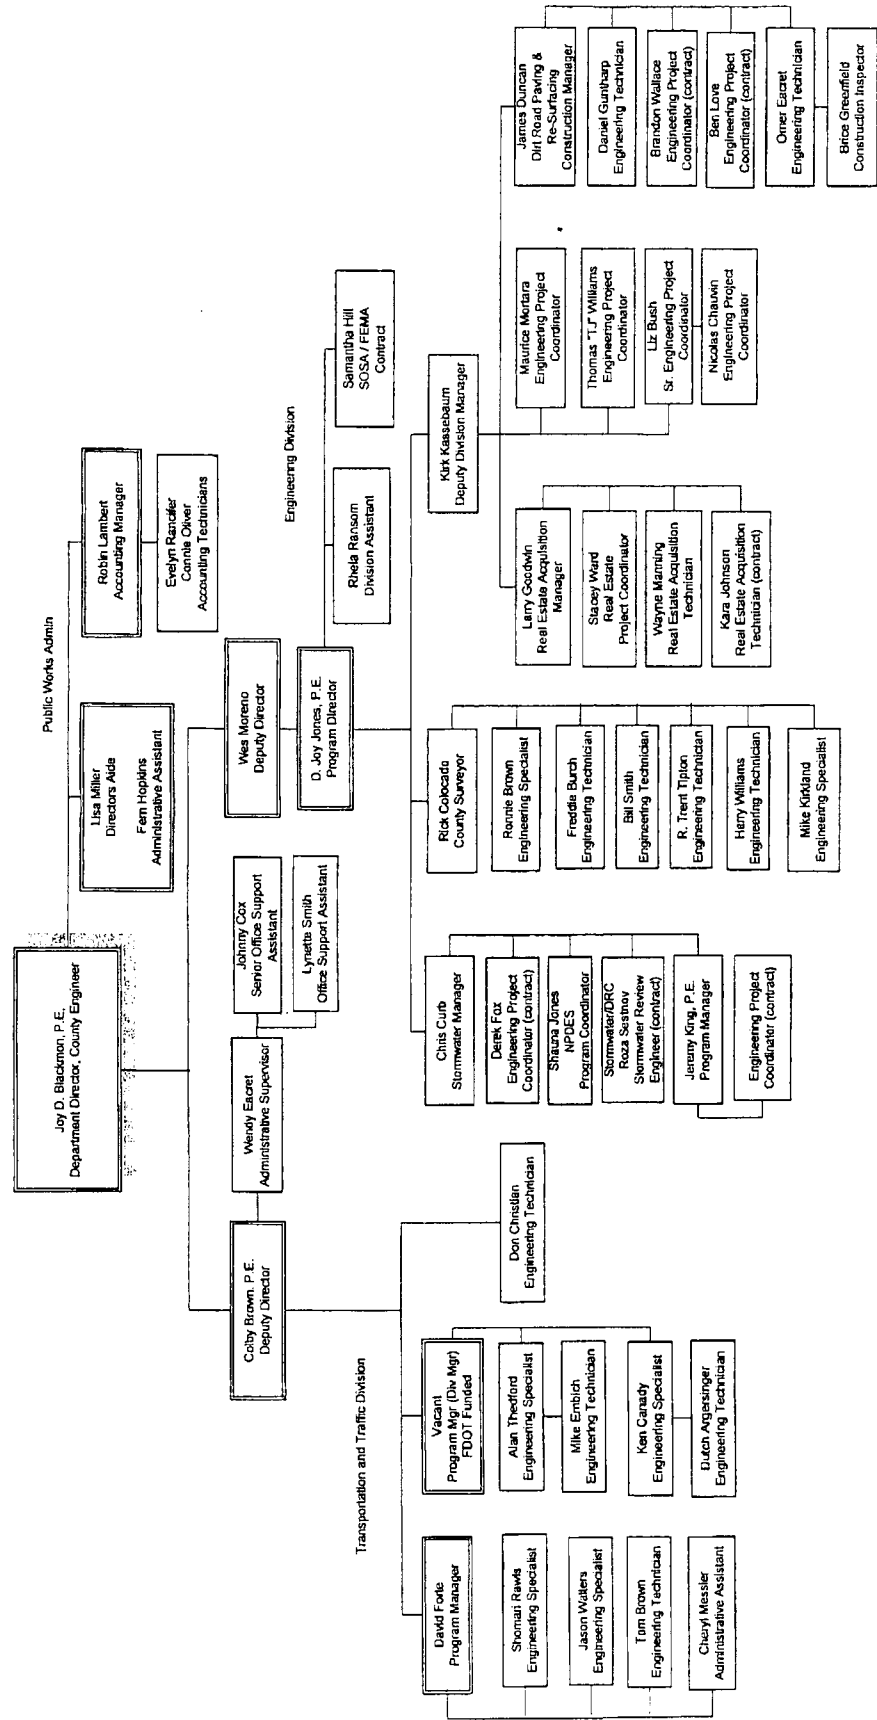 Joy D. Blackmon, P.E,
Department Director, County Engineer
Public Works Admin
Lisa Miller
Directors Aide
Fern Hopkins
Administrative Assistant
Robin Lambert
Accounting Manager
Evelyn Rancifer
Connie Oliver
Accounting Technicians
Colby Brown, P.E.
Deputy Director
Wendy Eacret
Administrative Supervisor
Johnny Cox
Senior Office Support
Assistant
Lynette Smith
Office Support Assistant
Wes Moreno
Deputy Director
D. Joy Jones, P.E.
Program Director
Engineering Division
Rhela Ransom
Division Assistant
Samantha Hill
SOSA / FEMA
Contract
Transportation and Traffic Division
David Forte
Program Manager
Shomari Rawls
Engineering Specialist
Jason Walters
Engineering Specialist
Tom Brown
Engineering Technician
Cheryl Messier
Administrative Assistant
Vacant
Program Mgr (Div Mgr)
FDOT Funded
Alan Thedford
Engineering Specialist
Mike Embich
Engineering Technician
Ken Canady
Engineering Specialist
Dutch Argersinger
Engineering Technician
Don Christian
Engineering Technician
Chris Curb
Stormwater Manager
Derek Fox
Engineering Project
Coordinator (contract)
Shauna Jones
NPDES
Program Coordinator
Stormwater/DRC
Roza Sestnov
Stormwater Review
Engineer (contract)
Jeremy King, P.E.
Program Manager
Engineering Project
Coordinator (contract)
Rick Colocado
County Surveyor
Ronnie Brown
Engineering Specialist
Freddie Burch
Engineering Technician
Bill Smith
Engineering Technician
R. Trent Tipton
Engineering Technician
Harry Williams
Engineering Technician
Mike Kirkland
Engineering Specialist
Kirk Kassebaum
Deputy Division Manager
Larry Goodwin
Real Estate Acquisition
Manager
Stacey Ward
Real Estate
Project Coordinator
Wayne Manning
Real Estate Acquisition
Technician
Kara Johnson
Real Estate Acquisition
Technician (contract)
Maurice Mortara
Engineering Project
Coordinator
Thomas "TJ" Williams
Engineering Project
Coordinator
Liz Bush
Sr. Engineering Project
Coordinator
Nicolas Chauvin
Engineering Project
Coordinator
James Duncan
Dirt Road Paving &
Re-Surfacing
Construction Manager
Daniel Guntharp
Engineering Technician
Brandon Wallace
Engineering Project
Coordinator (contract)
Ben Love
Engineering Project
Coordinator (contract)
Omer Eacret
Engineering Technician
Brice Greenfield
Construction Inspector